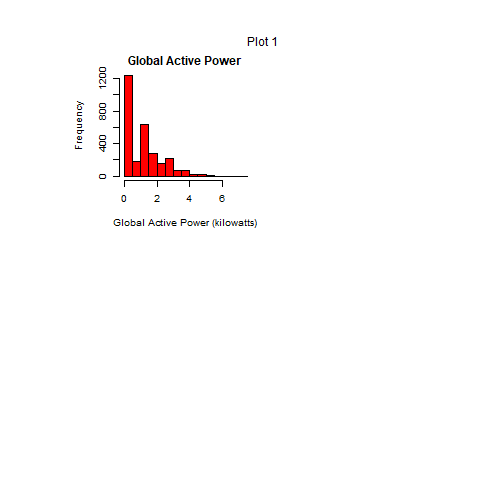 Plot 1
Global Active Power
Frequency
1200
800
400
0
0 2 4 6
Global Active Power (kilowatts)